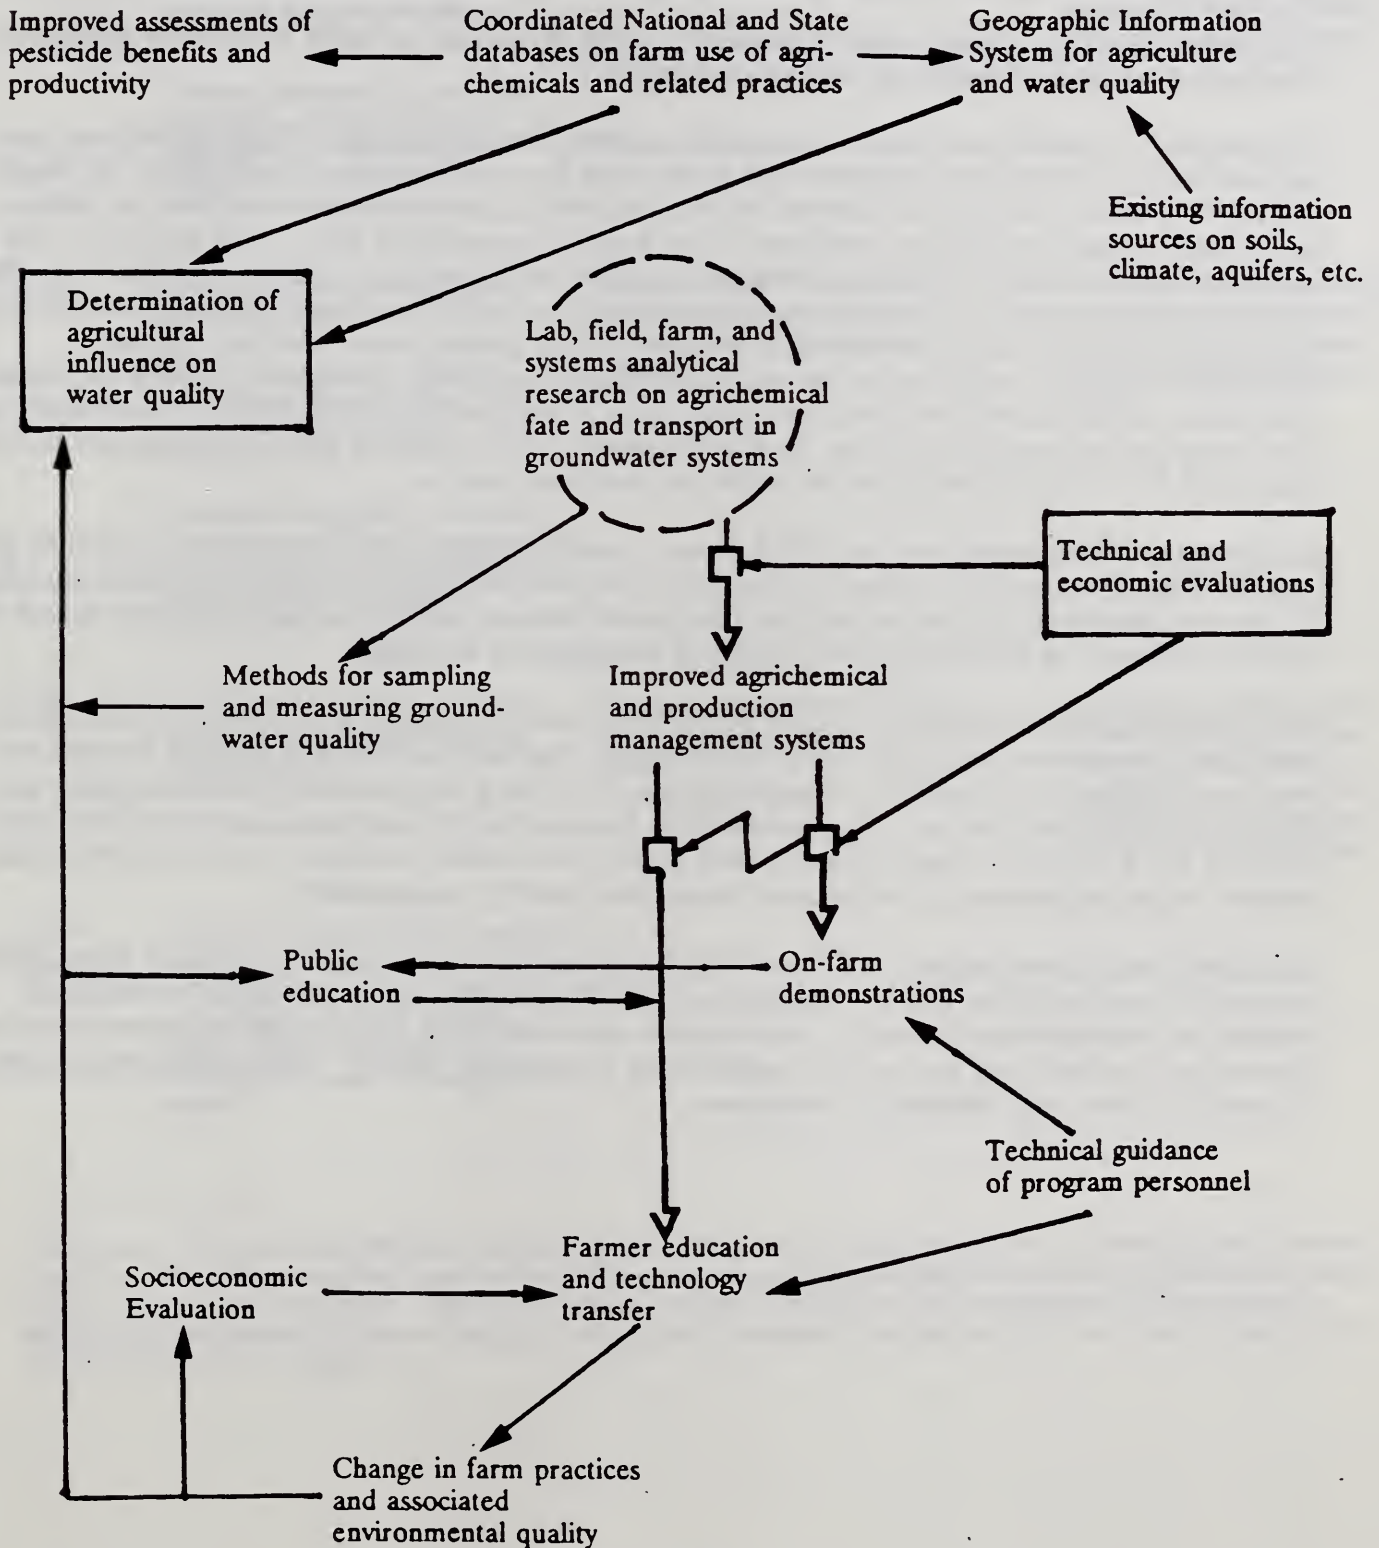 Improved assessments of
pesticide benefits and
productivity
Coordinated National and State
databases on farm use of agri-
chemicals and related practices
Geographic Information
System for agriculture
and water quality
Existing information
sources on soils,
climate, aquifers, etc.
Determination of
agricultural
influence on
water quality
Lab, field, farm, and
systems analytical
research on agrichemical
fate and transport in
groundwater systems
Technical and
economic evaluations
Methods for sampling
and measuring ground-
water quality
Improved agrichemical
and production
management systems
Public
education
On-farm
demonstrations
Technical guidance
of program personnel
Farmer education
and technology
transfer
Socioeconomic
Evaluation
Change in farm practices
and associated
environmental quality